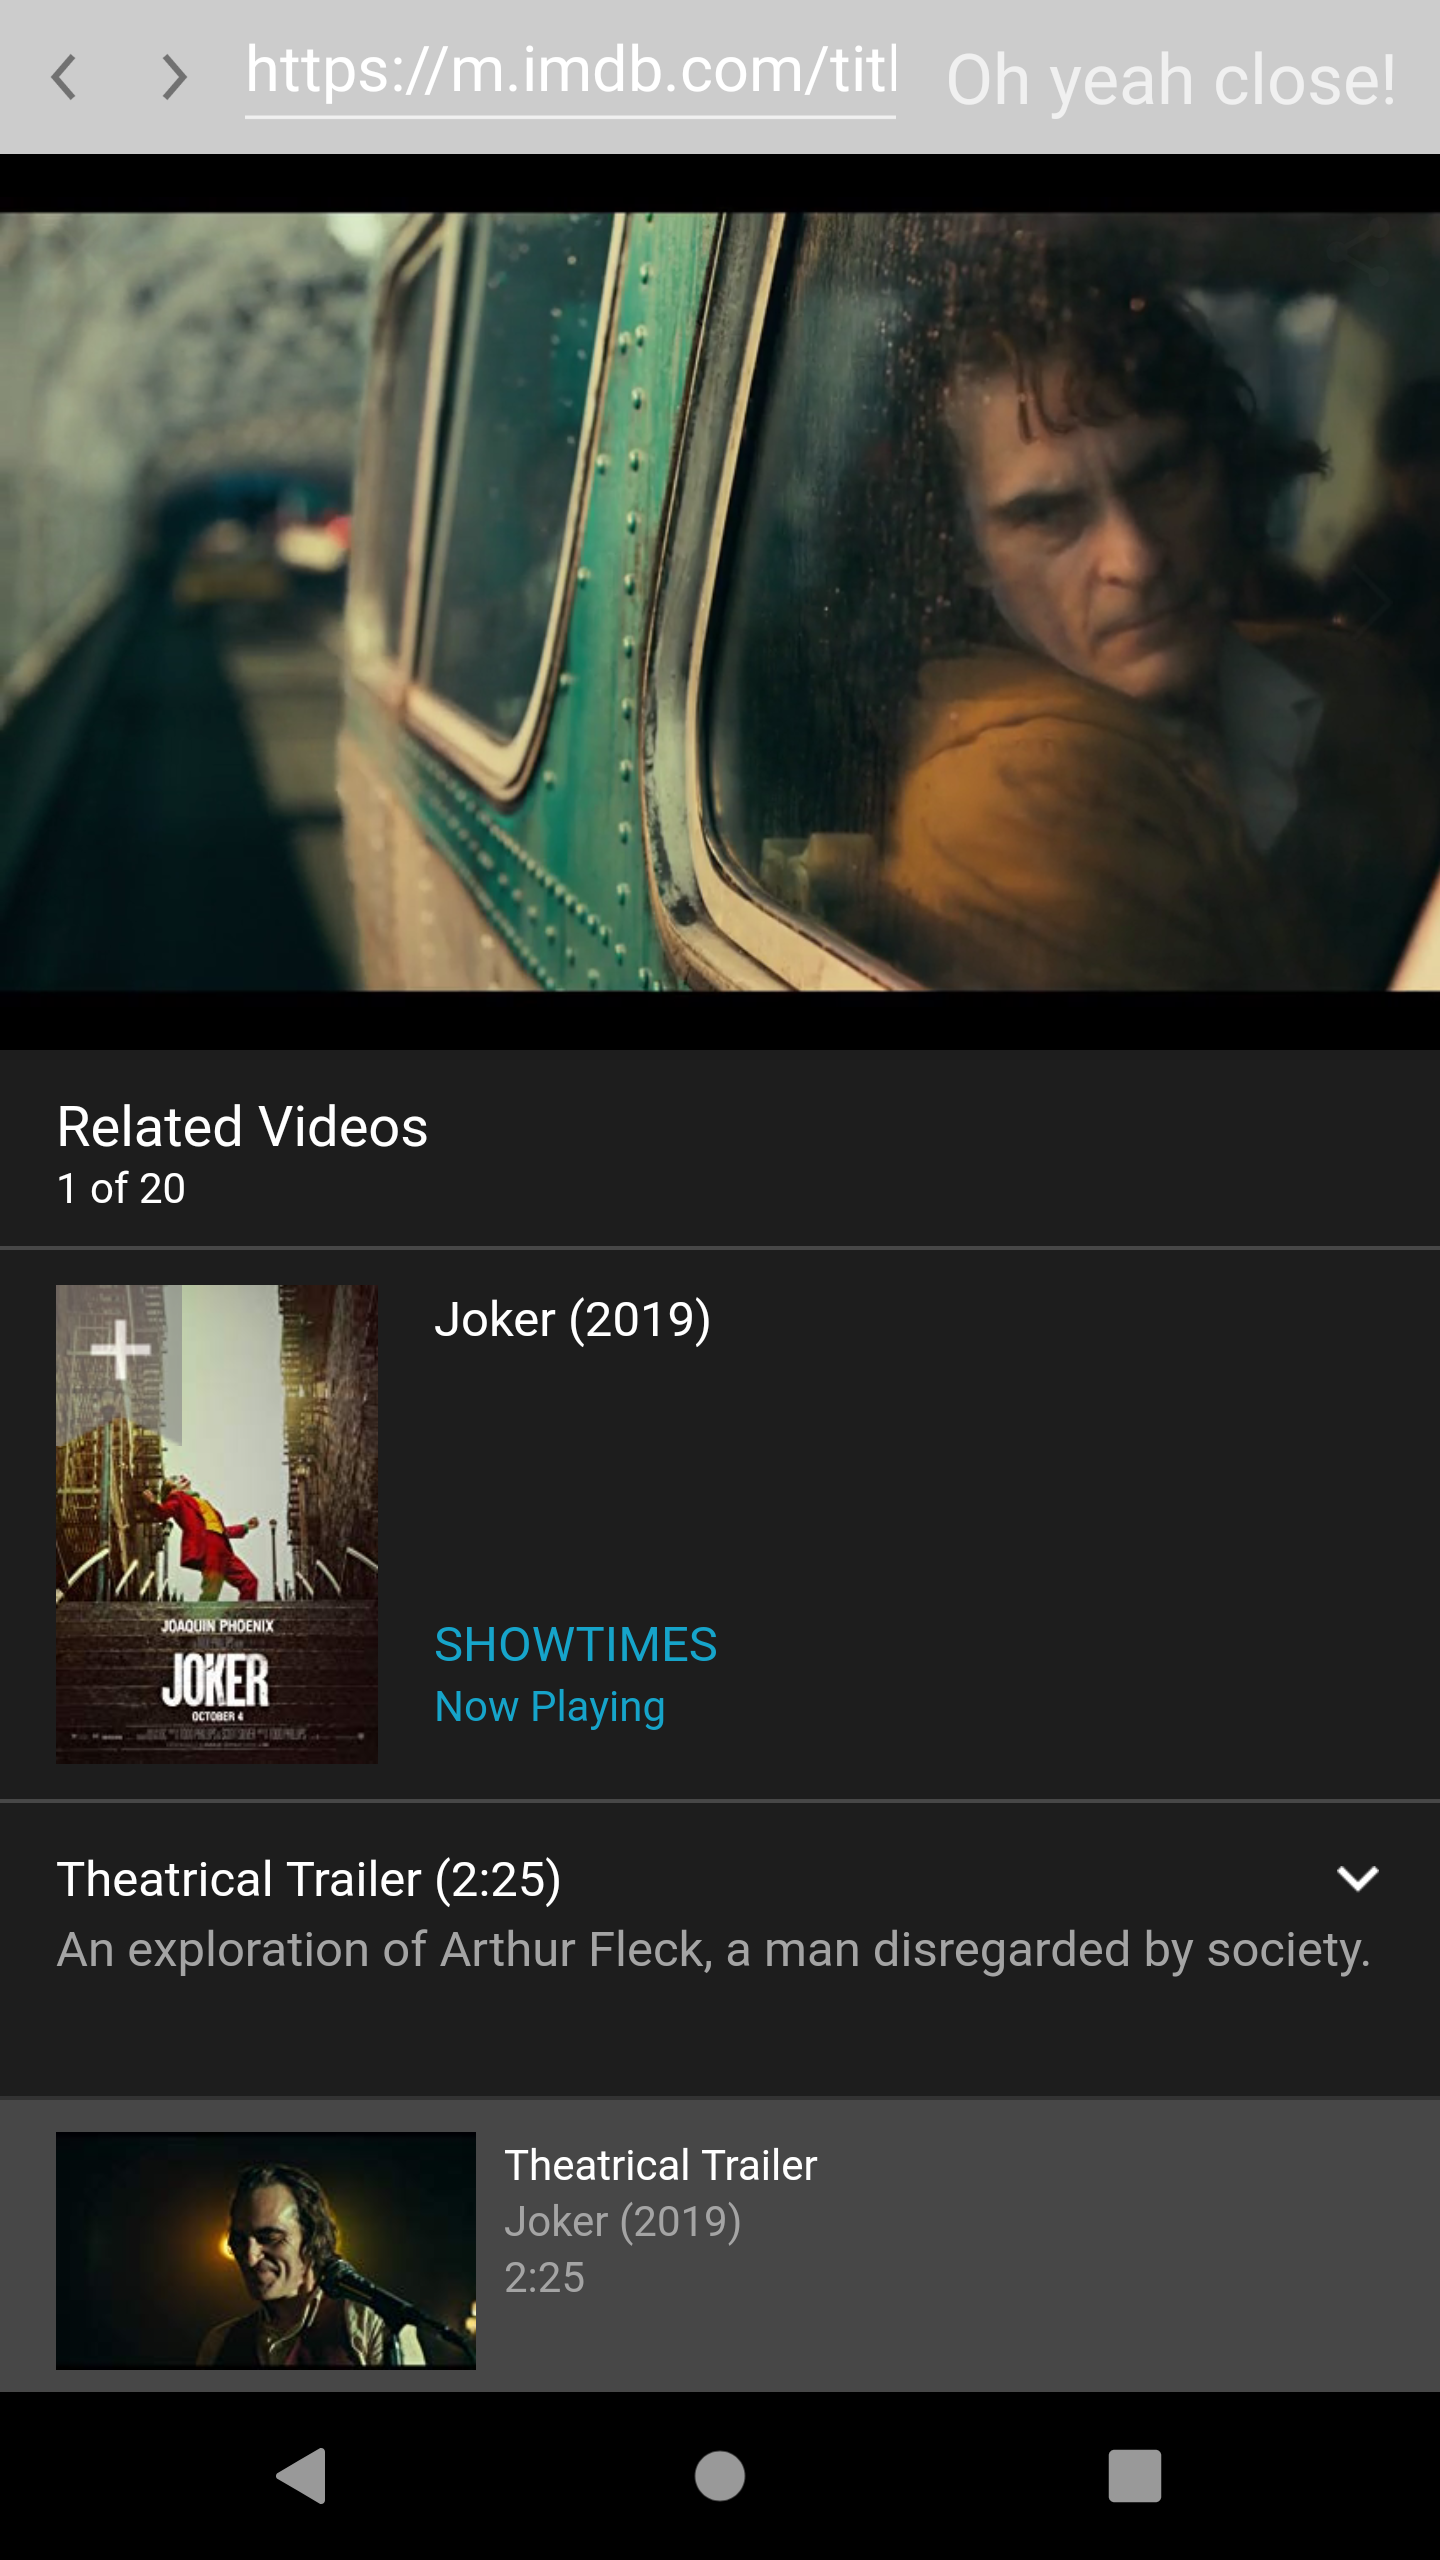 https://m.imdb.com/titl
Oh yeah close!
Related Videos
1 of 20
Joker (2019)
JOAQUIN PHOENIX
JOKER
OCTOBER 4
SHOWTIMES
Now Playing
Theatrical Trailer (2:25)
An exploration of Arthur Fleck, a man disregarded by society.
Theatrical Trailer
Joker (2019)
2:25